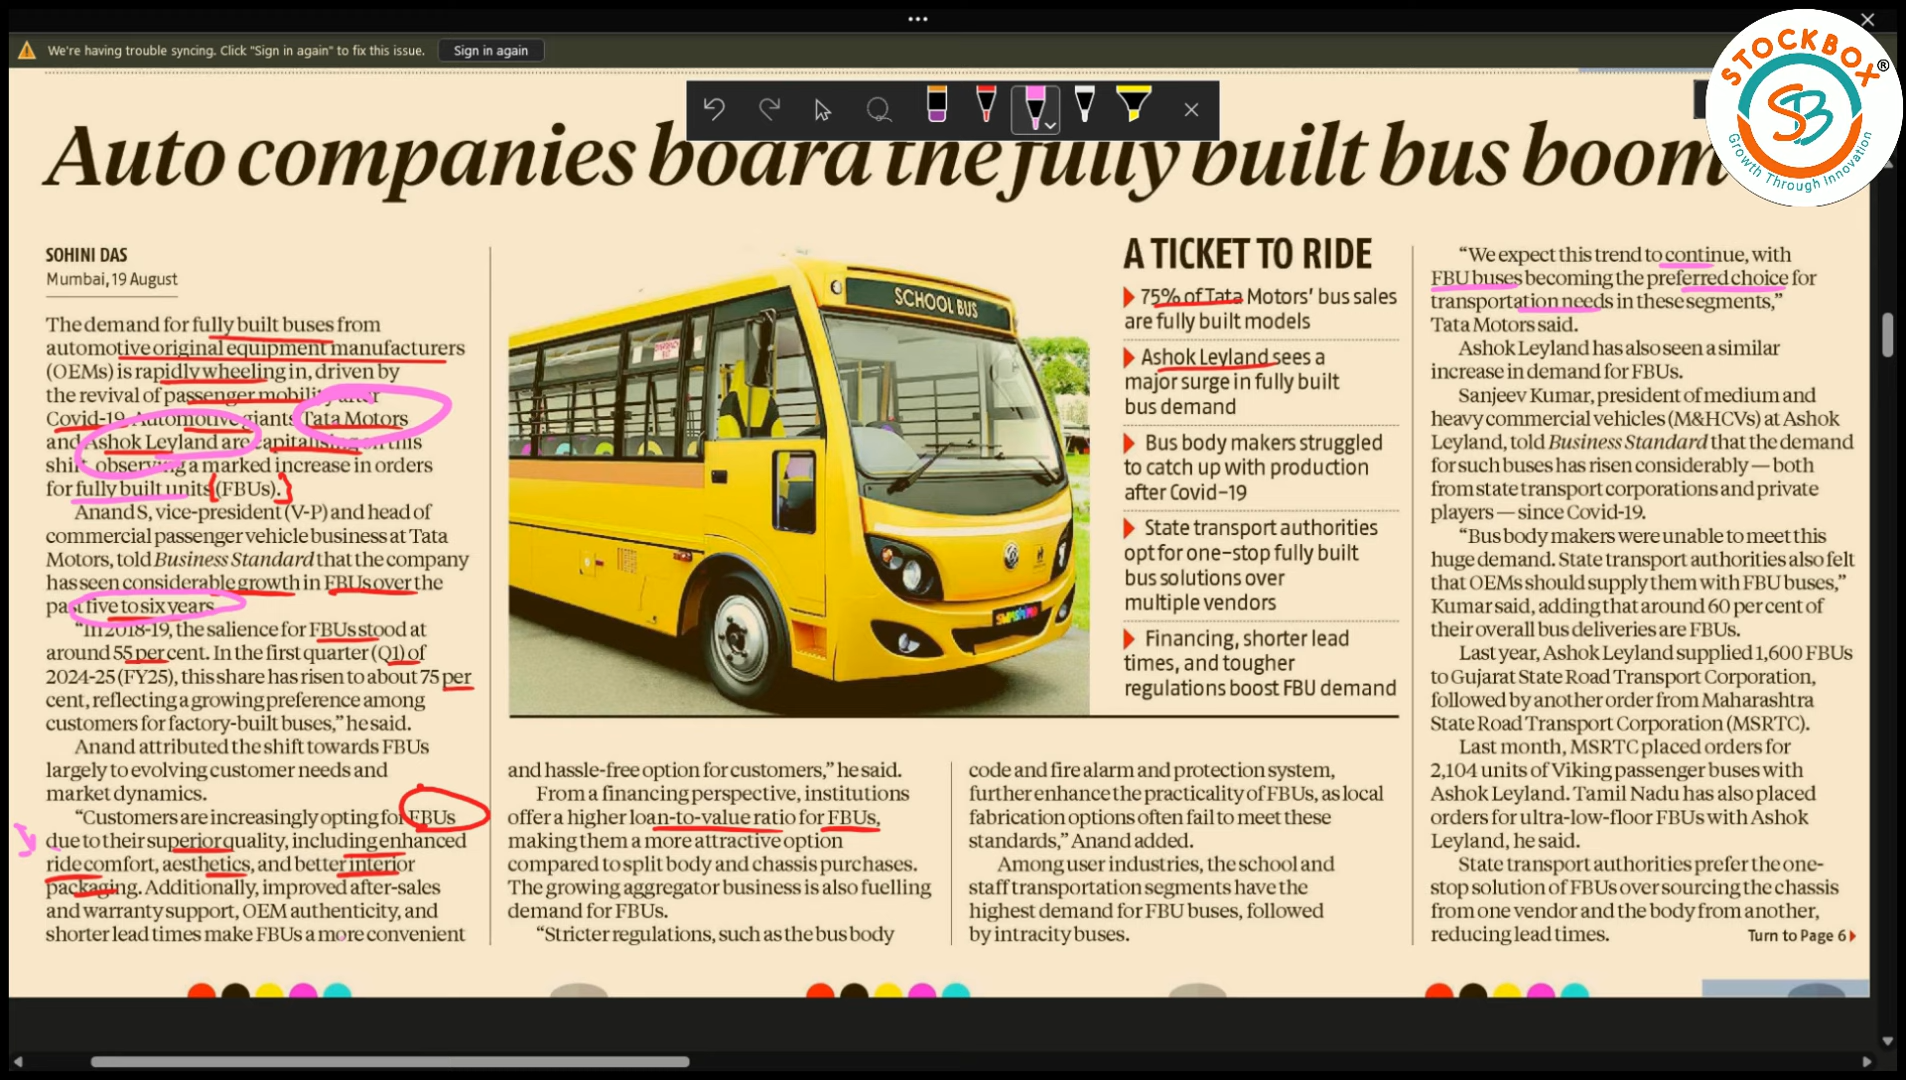 We're having trouble syncing. Click "Sign in again" to fix this issue.
Sign in again
STOCKBOX®
SB
Growth Through Innovation
Auto companies board the fully built bus boom
SOHINI DAS
Mumbai, 19 August
The demand for fully built buses from
automotive original equipment manufacturers
(OEMs) is rapidly wheeling in, driven by
the revival of passenger mobility after
Covid-19. Automotive giants Tata Motors
and Ashok Leyland are capitalising on this
shift, observing a marked increase in orders
for fully built units (FBUs).
Anand S, vice-president (V-P) and head of
commercial passenger vehicle business at Tata
Motors, told Business Standard that the company
has seen considerable growth in FBUs over the
past five to six years.
“In 2018-19, the salience for FBUs stood at
around 55 per cent. In the first quarter (Q1) of
2024-25 (FY25), this share has risen to about 75 per
cent, reflecting a growing preference among
customers for factory-built buses,” he said.
Anand attributed the shift towards FBUs
largely to evolving customer needs and
market dynamics.
“Customers are increasingly opting for FBUs
due to their superior quality, including enhanced
ride comfort, aesthetics, and better interior
packaging. Additionally, improved after-sales
and warranty support, OEM authenticity, and
shorter lead times make FBUs a more convenient
SCHOOL BUS
and hassle-free option for customers,” he said.
From a financing perspective, institutions
offer a higher loan-to-value ratio for FBUs,
making them a more attractive option
compared to split body and chassis purchases.
The growing aggregator business is also fuelling
demand for FBUs.
“Stricter regulations, such as the bus body
code and fire alarm and protection system,
further enhance the practicality of FBUs, as local
fabrication options often fail to meet these
standards,” Anand added.
Among user industries, the school and
staff transportation segments have the
highest demand for FBU buses, followed
by intracity buses.
A TICKET TO RIDE
75% of Tata Motors’ bus sales
are fully built models
Ashok Leyland sees a
major surge in fully built
bus demand
Bus body makers struggled
to catch up with production
after Covid-19
State transport authorities
opt for one-stop fully built
bus solutions over
multiple vendors
Financing, shorter lead
times, and tougher
regulations boost FBU demand
“We expect this trend to continue, with
FBU buses becoming the preferred choice for
transportation needs in these segments,”
Tata Motors said.
Ashok Leyland has also seen a similar
increase in demand for FBUs.
Sanjeev Kumar, president of medium and
heavy commercial vehicles (M&HCVs) at Ashok
Leyland, told Business Standard that the demand
for such buses has risen considerably — both
from state transport corporations and private
players — since Covid-19.
“Bus body makers were unable to meet this
huge demand. State transport authorities also felt
that OEMs should supply them with FBU buses,”
Kumar said, adding that around 60 per cent of
their overall bus deliveries are FBUs.
Last year, Ashok Leyland supplied 1,600 FBUs
to Gujarat State Road Transport Corporation,
followed by another order from Maharashtra
State Road Transport Corporation (MSRTC).
Last month, MSRTC placed orders for
2,104 units of Viking passenger buses with
Ashok Leyland. Tamil Nadu has also placed
orders for ultra-low-floor FBUs with Ashok
Leyland, he said.
State transport authorities prefer the one-
stop solution of FBUs over sourcing the chassis
from one vendor and the body from another,
reducing lead times.
Turn to Page 6